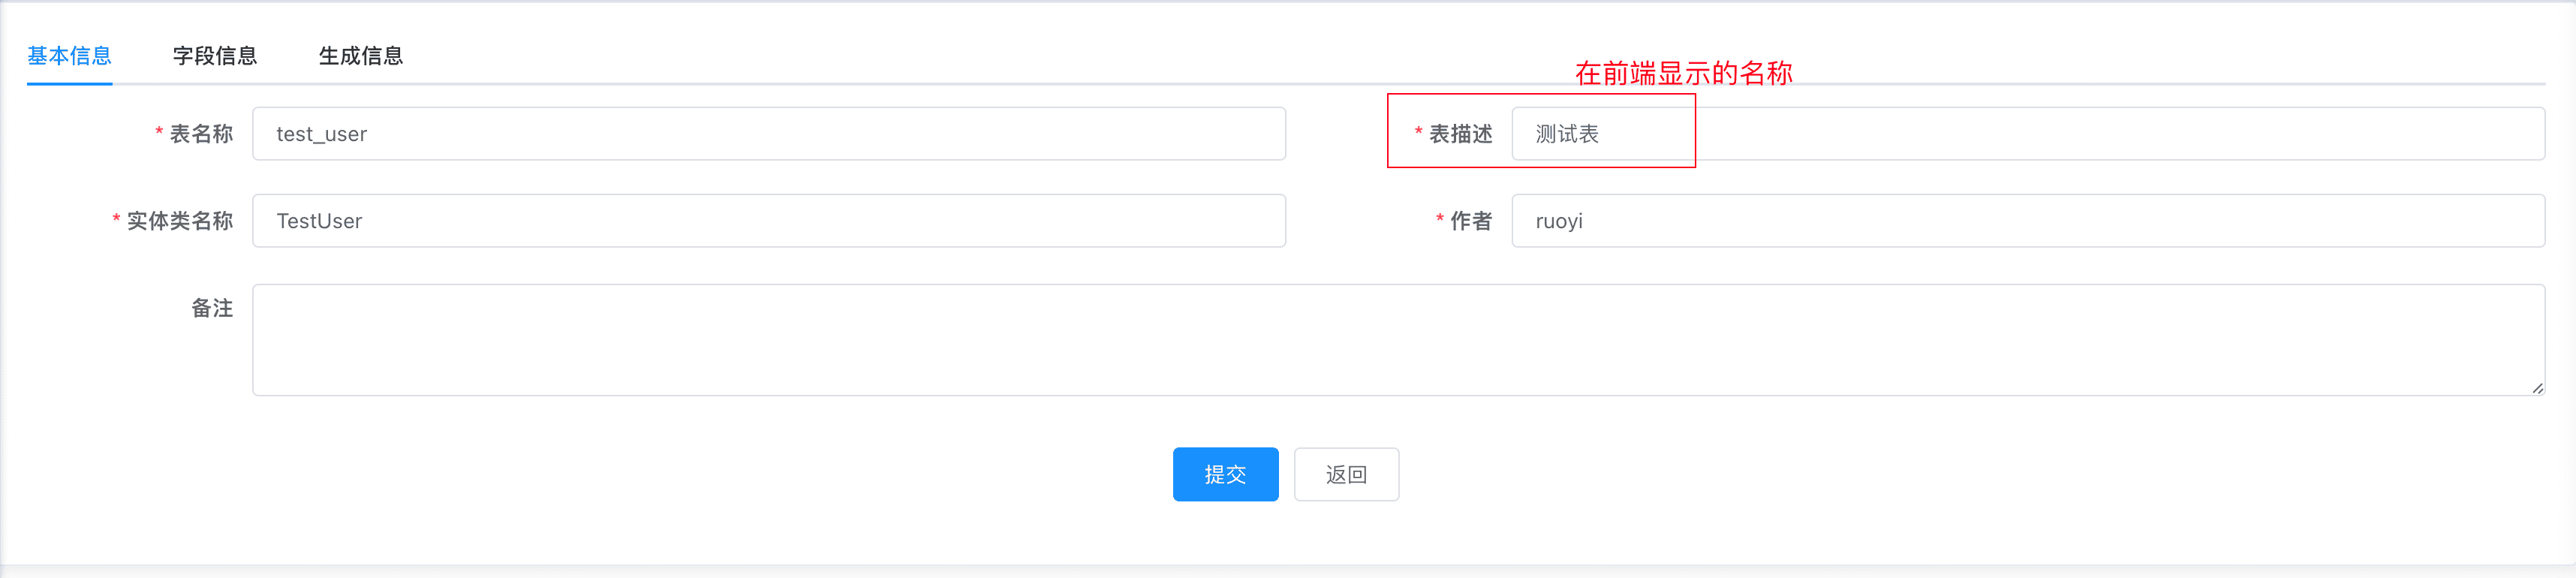 基本信息 字段信息 生成信息
在前端显示的名称
* 表名称 test_user * 表描述 测试表
* 实体类名称 TestUser * 作者 ruoyi
备注
提交 返回